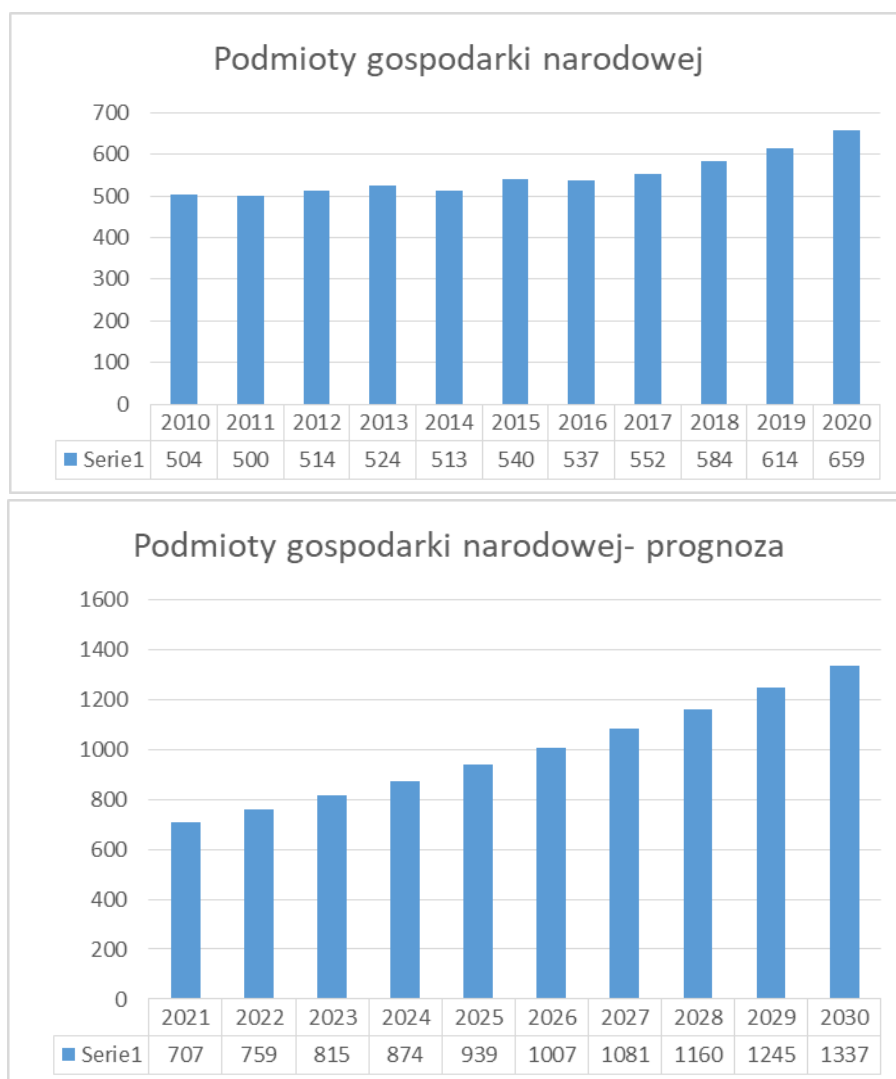 Podmioty gospodarki narodowej
700
600
500
400
300
200
100
0
2010 2011 2012 2013 2014 2015 2016 2017 2018 2019 2020
Serie1 504 500 514 524 513 540 537 552 584 614 659
Podmioty gospodarki narodowej- prognoza
1600
1400
1200
1000
800
600
400
200
0
2021 2022 2023 2024 2025 2026 2027 2028 2029 2030
Serie1 707 759 815 874 939 1007 1081 1160 1245 1337